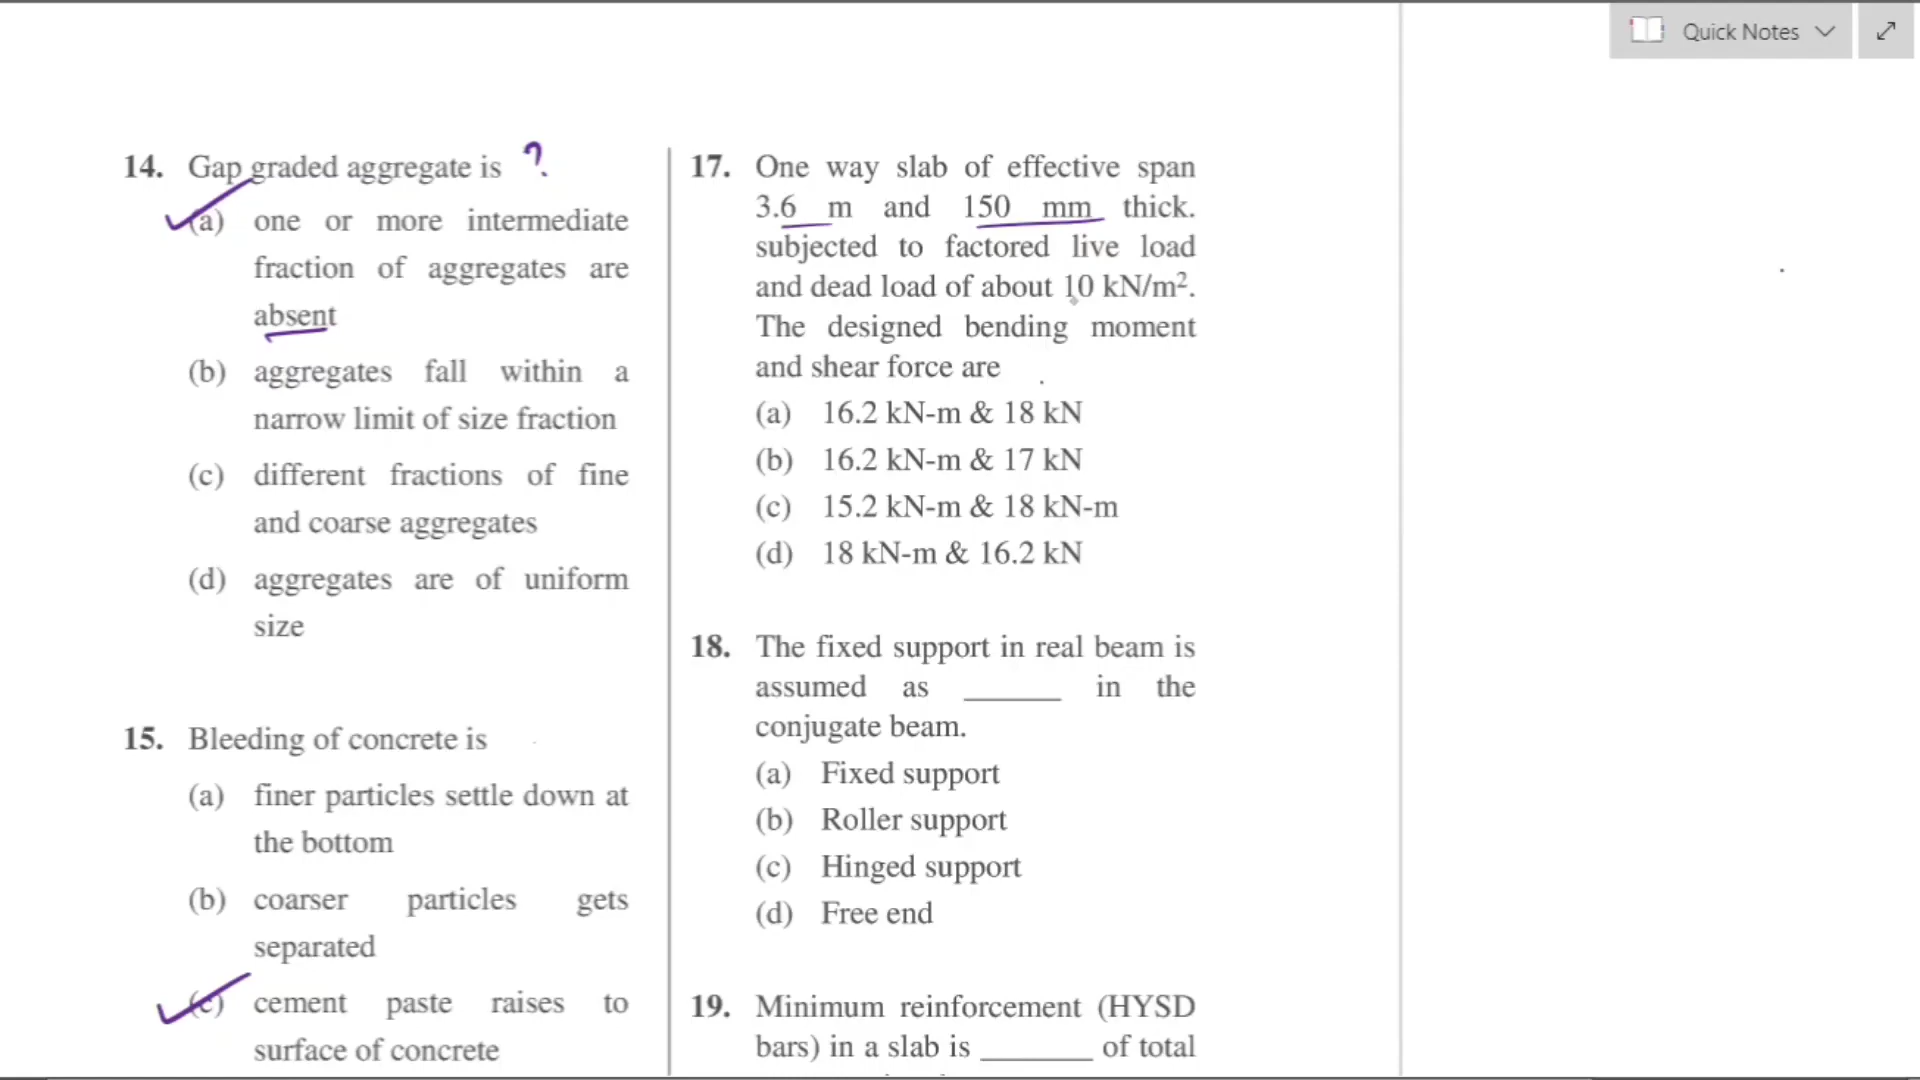 Quick Notes
14. Gap graded aggregate is ?
(a) one or more intermediate
fraction of aggregates are
absent
(b) aggregates fall within a
narrow limit of size fraction
(c) different fractions of fine
and coarse aggregates
(d) aggregates are of uniform
size
15. Bleeding of concrete is
(a) finer particles settle down at
the bottom
(b) coarser particles gets
separated
(c) cement paste raises to
surface of concrete
17. One way slab of effective span
3.6 m and 150 mm thick.
subjected to factored live load
and dead load of about 10 kN/m².
The designed bending moment
and shear force are
(a) 16.2 kN-m & 18 kN
(b) 16.2 kN-m & 17 kN
(c) 15.2 kN-m & 18 kN-m
(d) 18 kN-m & 16.2 kN
18. The fixed support in real beam is
assumed as ______ in the
conjugate beam.
(a) Fixed support
(b) Roller support
(c) Hinged support
(d) Free end
19. Minimum reinforcement (HYSD
bars) in a slab is _______ of total